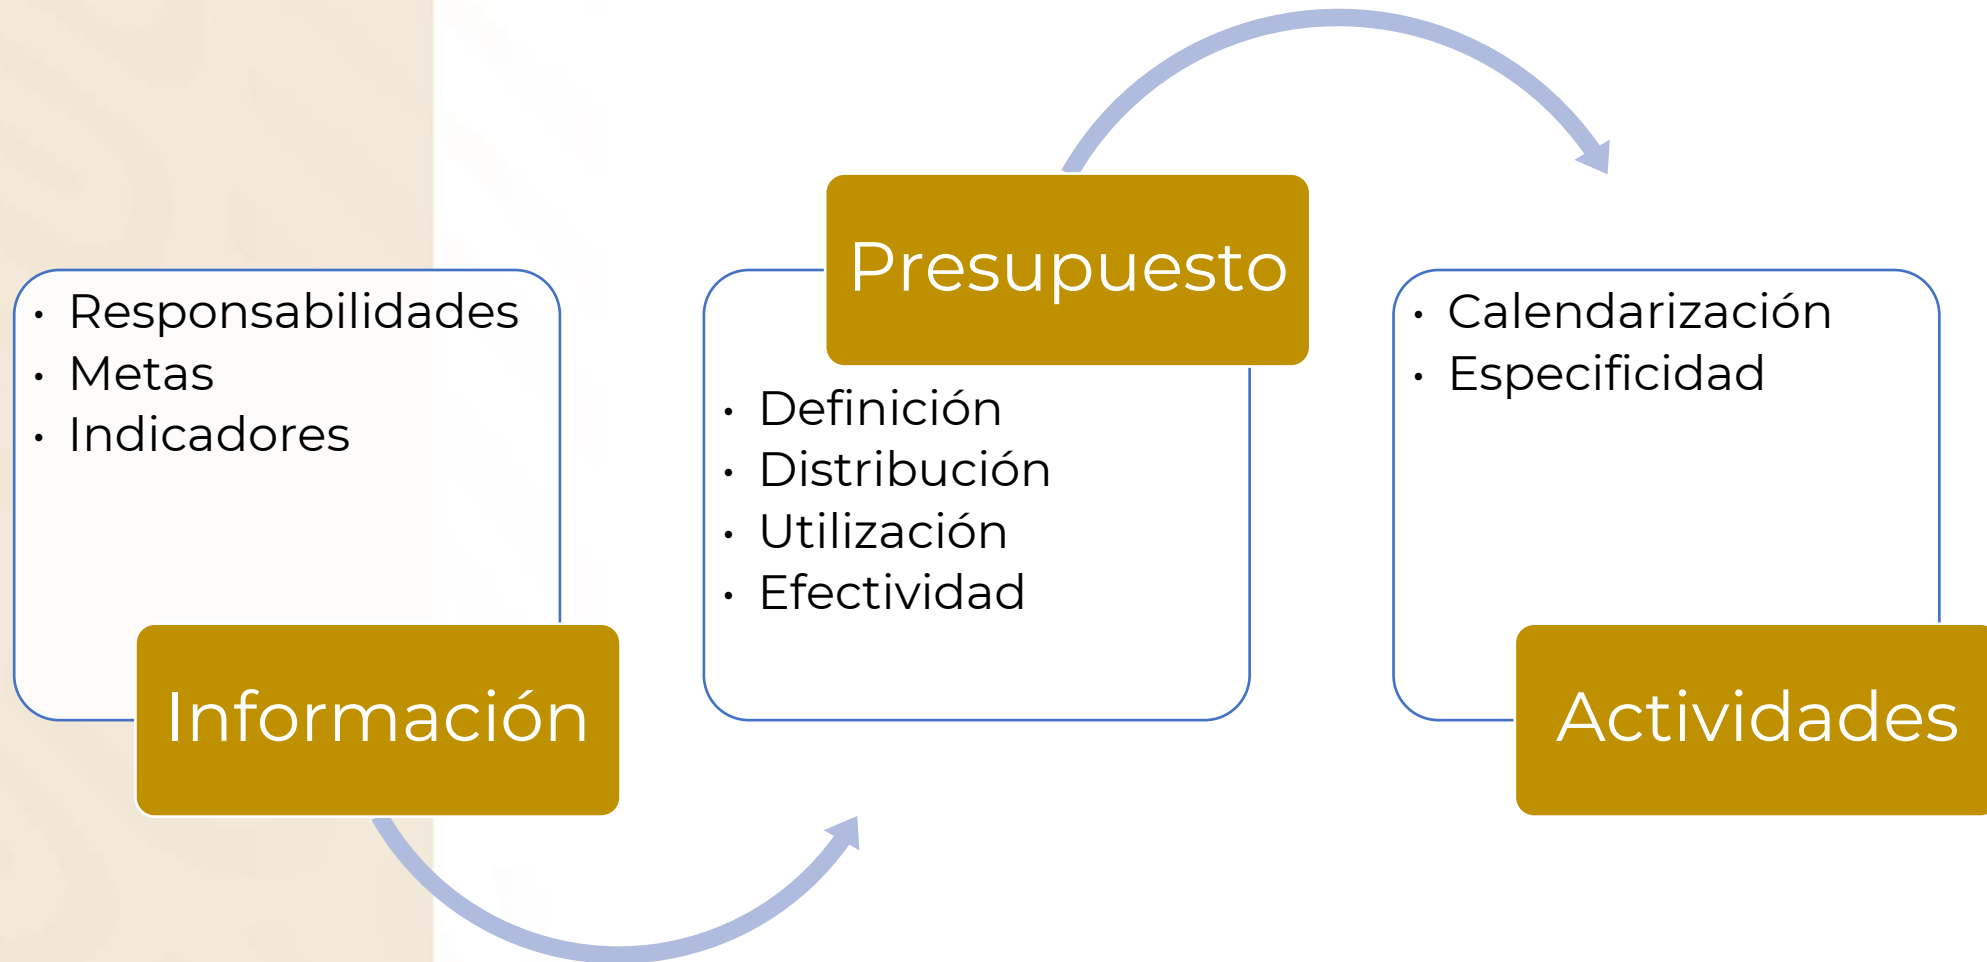 • Responsabilidades
• Metas
• Indicadores
Información
Presupuesto
• Definición
• Distribución
• Utilización
• Efectividad
• Calendarización
• Especificidad
Actividades